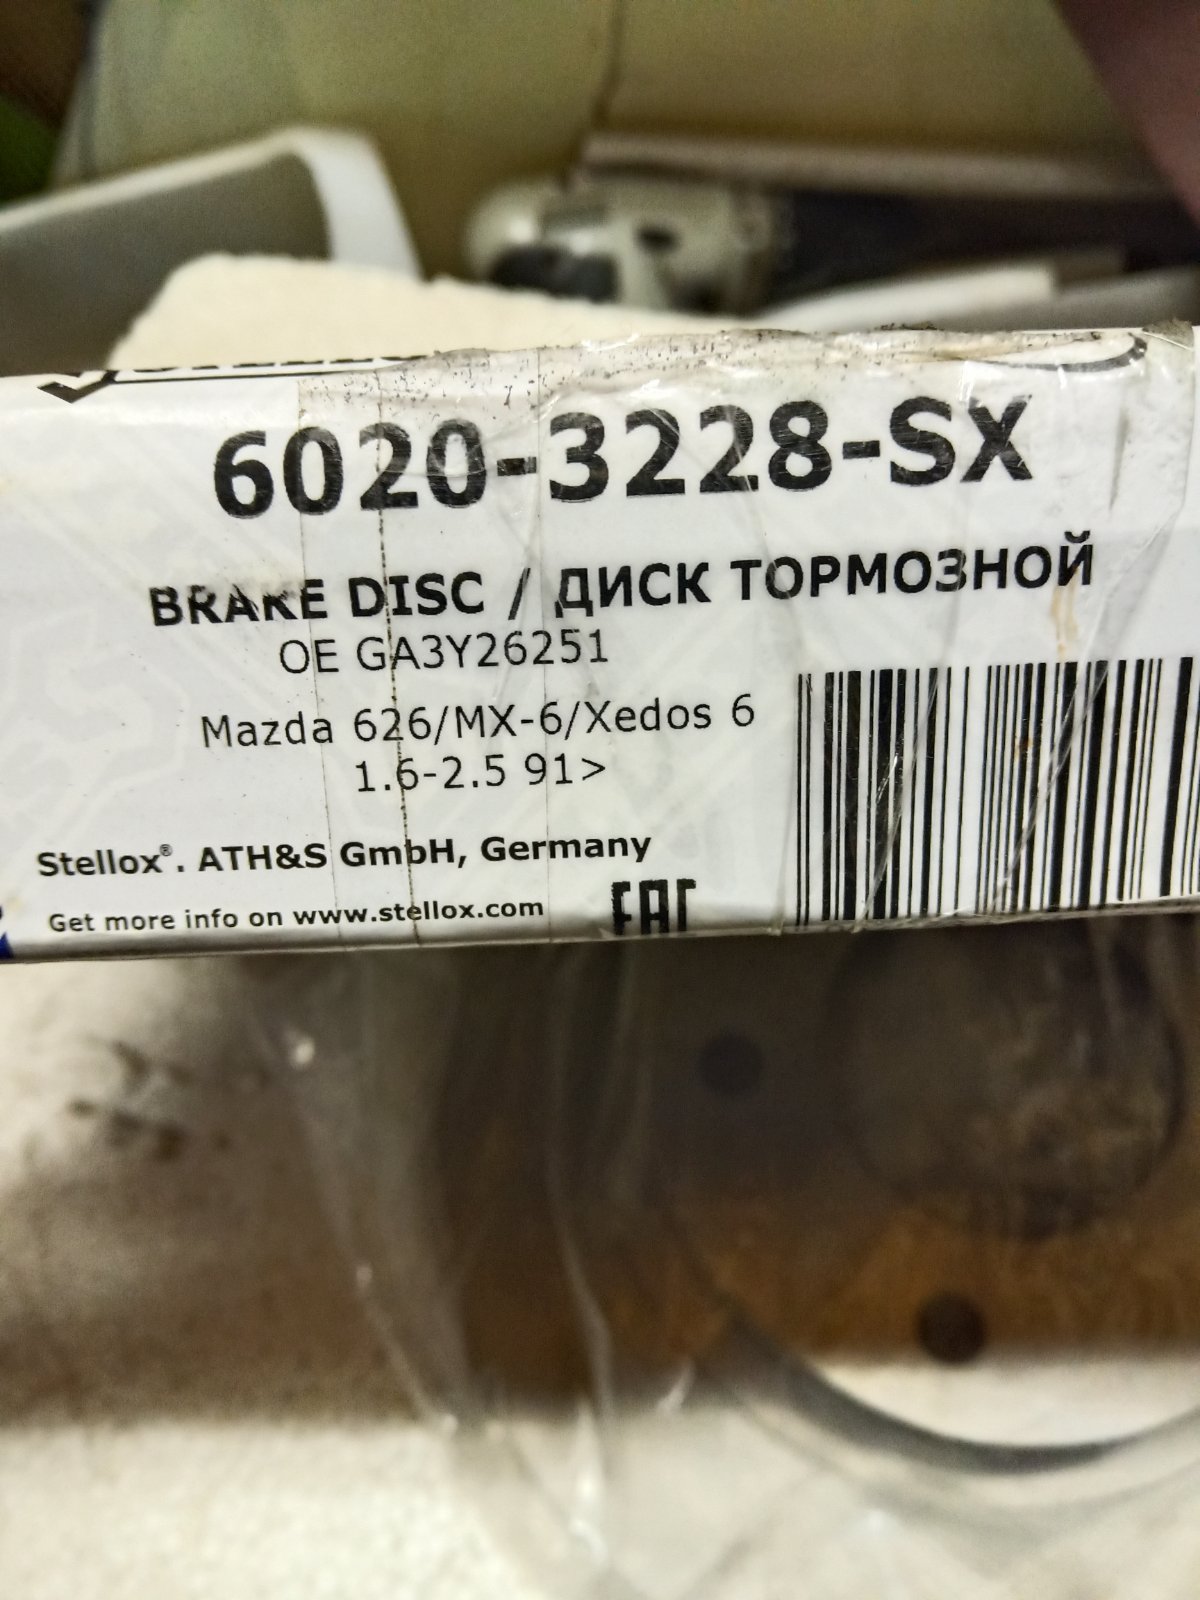 6020-3228-SX
BRAKE DISC / ДИСК ТОРМОЗНОЙ
OE GA3Y26251
Mazda 626/MX-6/Xedos 6
1.6-2.5 91>
Stellox®. ATH&S GmbH, Germany
Get more info on www.stellox.com
EAC